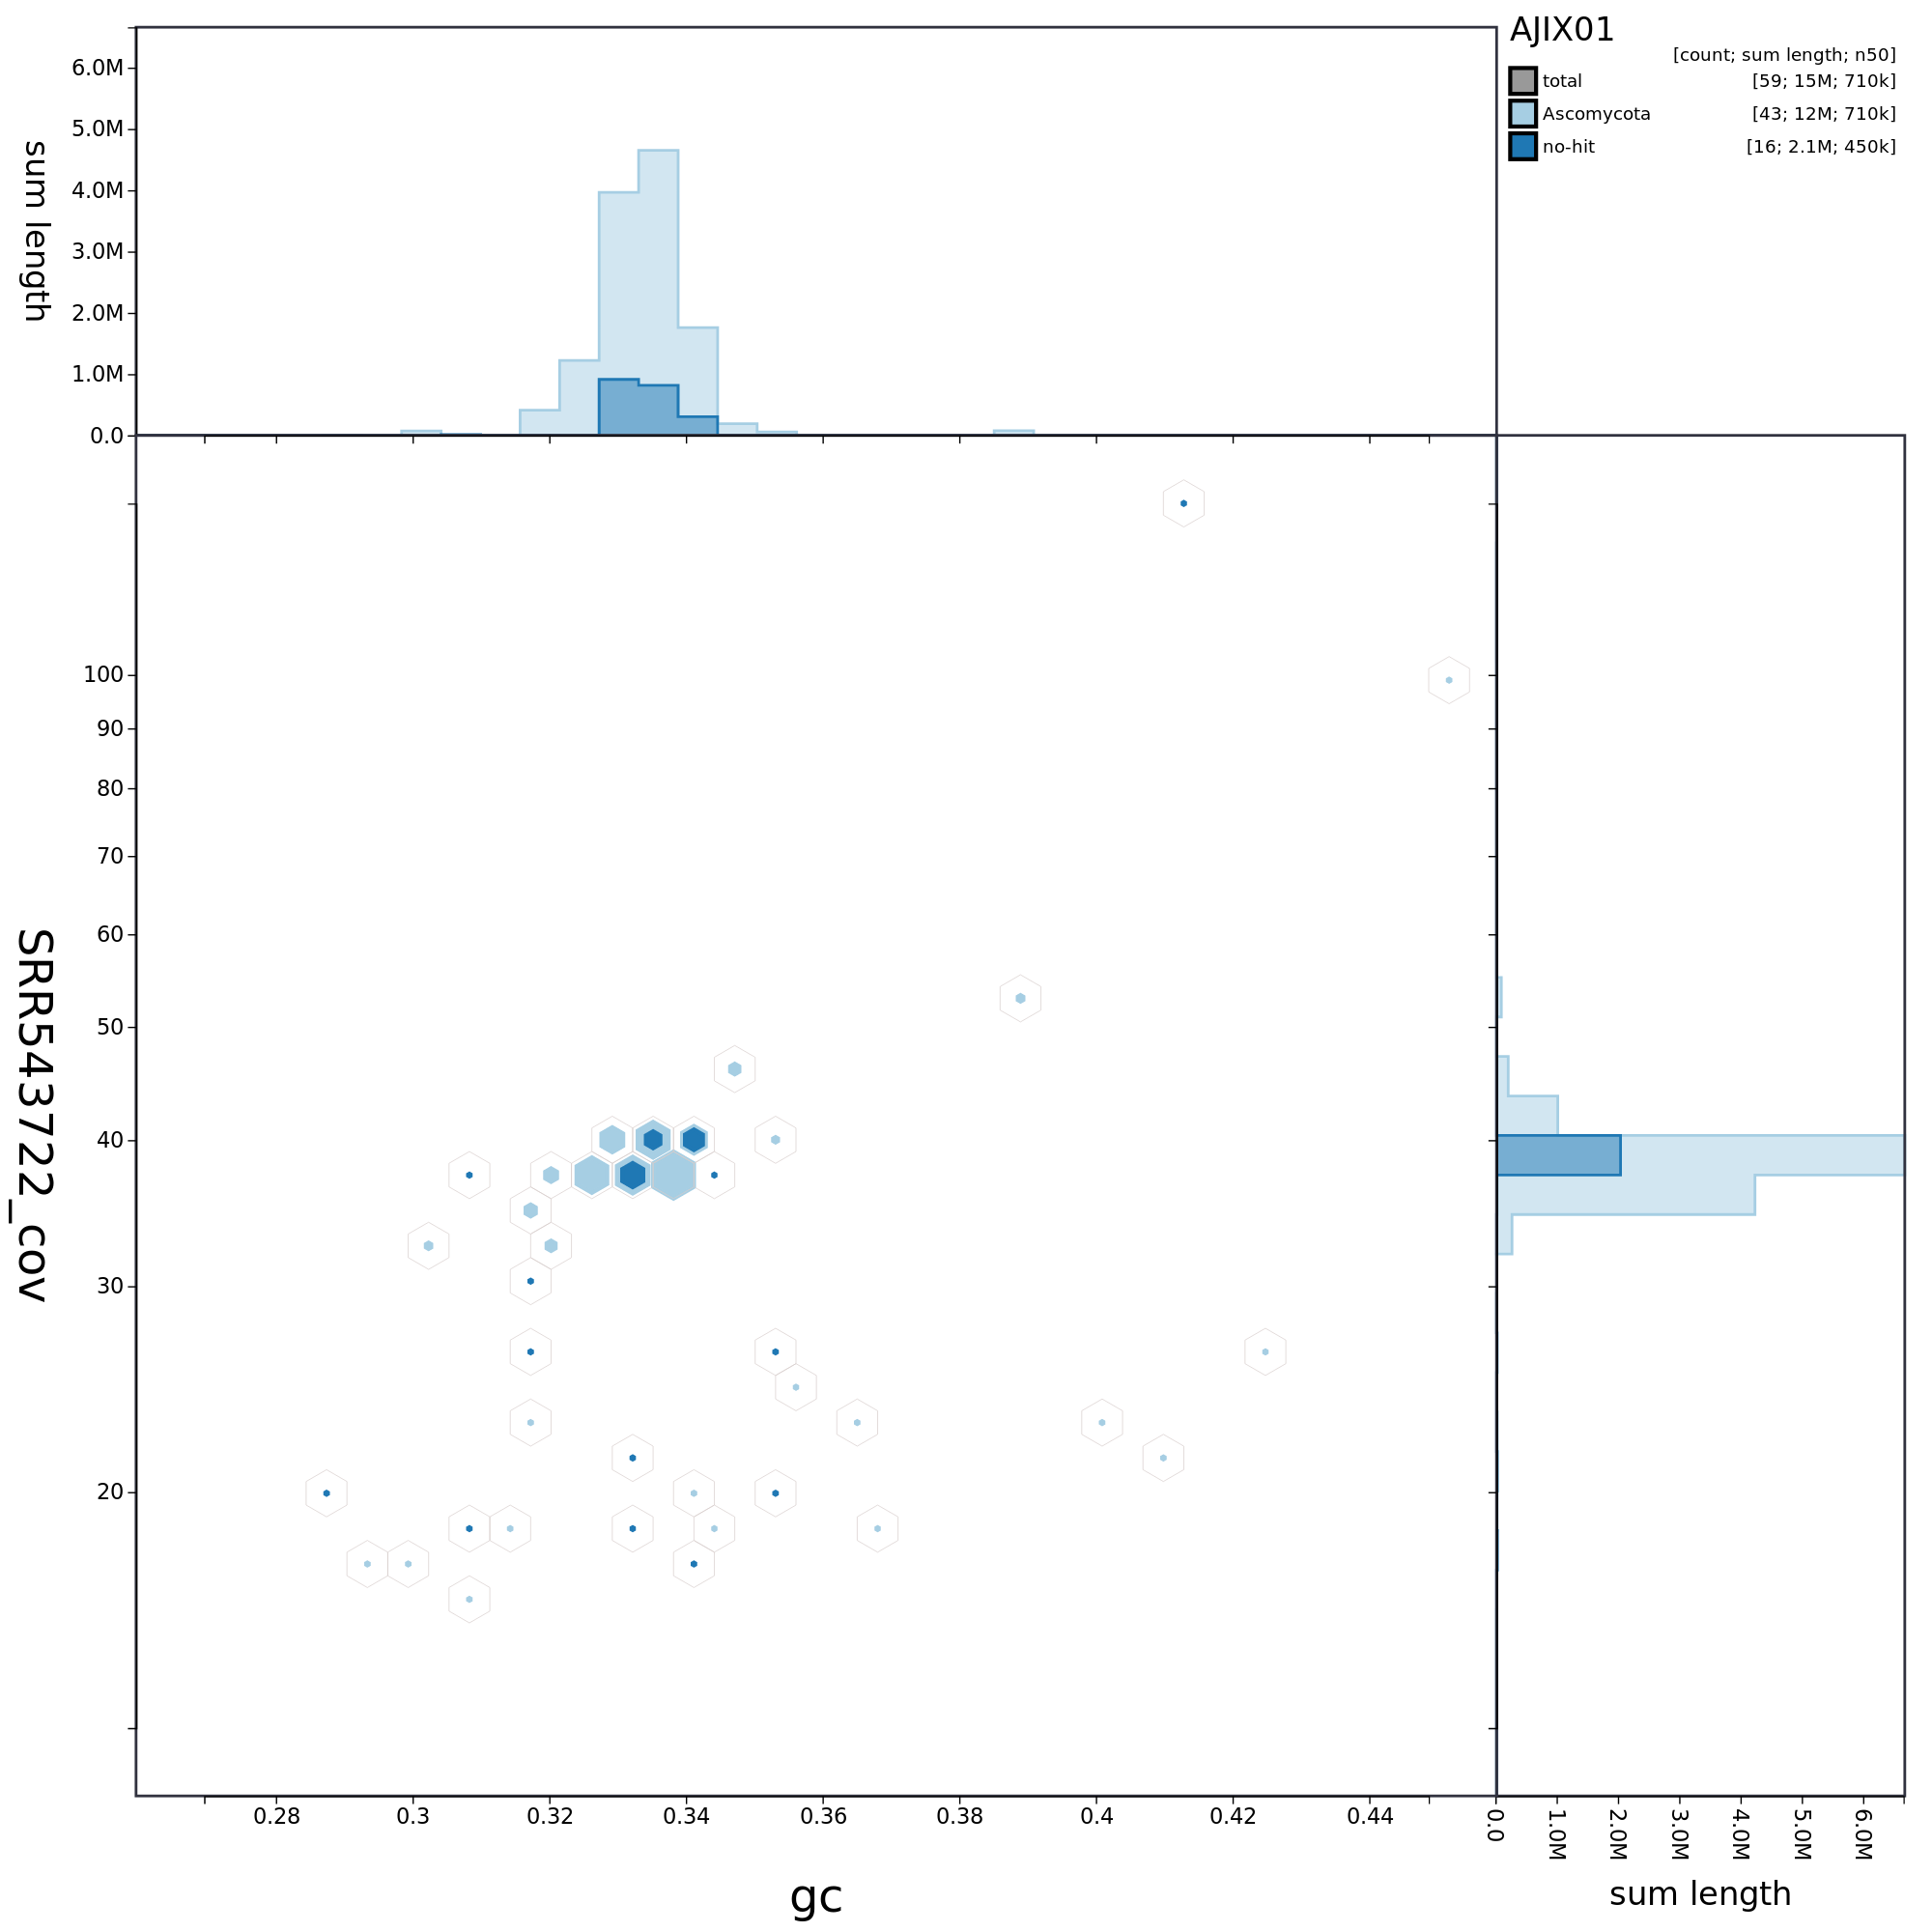 AJIX01
[count; sum length; n50]
total [59; 15M; 710k]
Ascomycota [43; 12M; 710k]
no-hit [16; 2.1M; 450k]
sum length
6.0M
5.0M
4.0M
3.0M
2.0M
1.0M
0.0
SRR543722_cov
100
90
80
70
60
50
40
30
20
0.28 0.3 0.32 0.34 0.36 0.38 0.4 0.42 0.44
gc
0.0 1.0M 2.0M 3.0M 4.0M 5.0M 6.0M
sum length